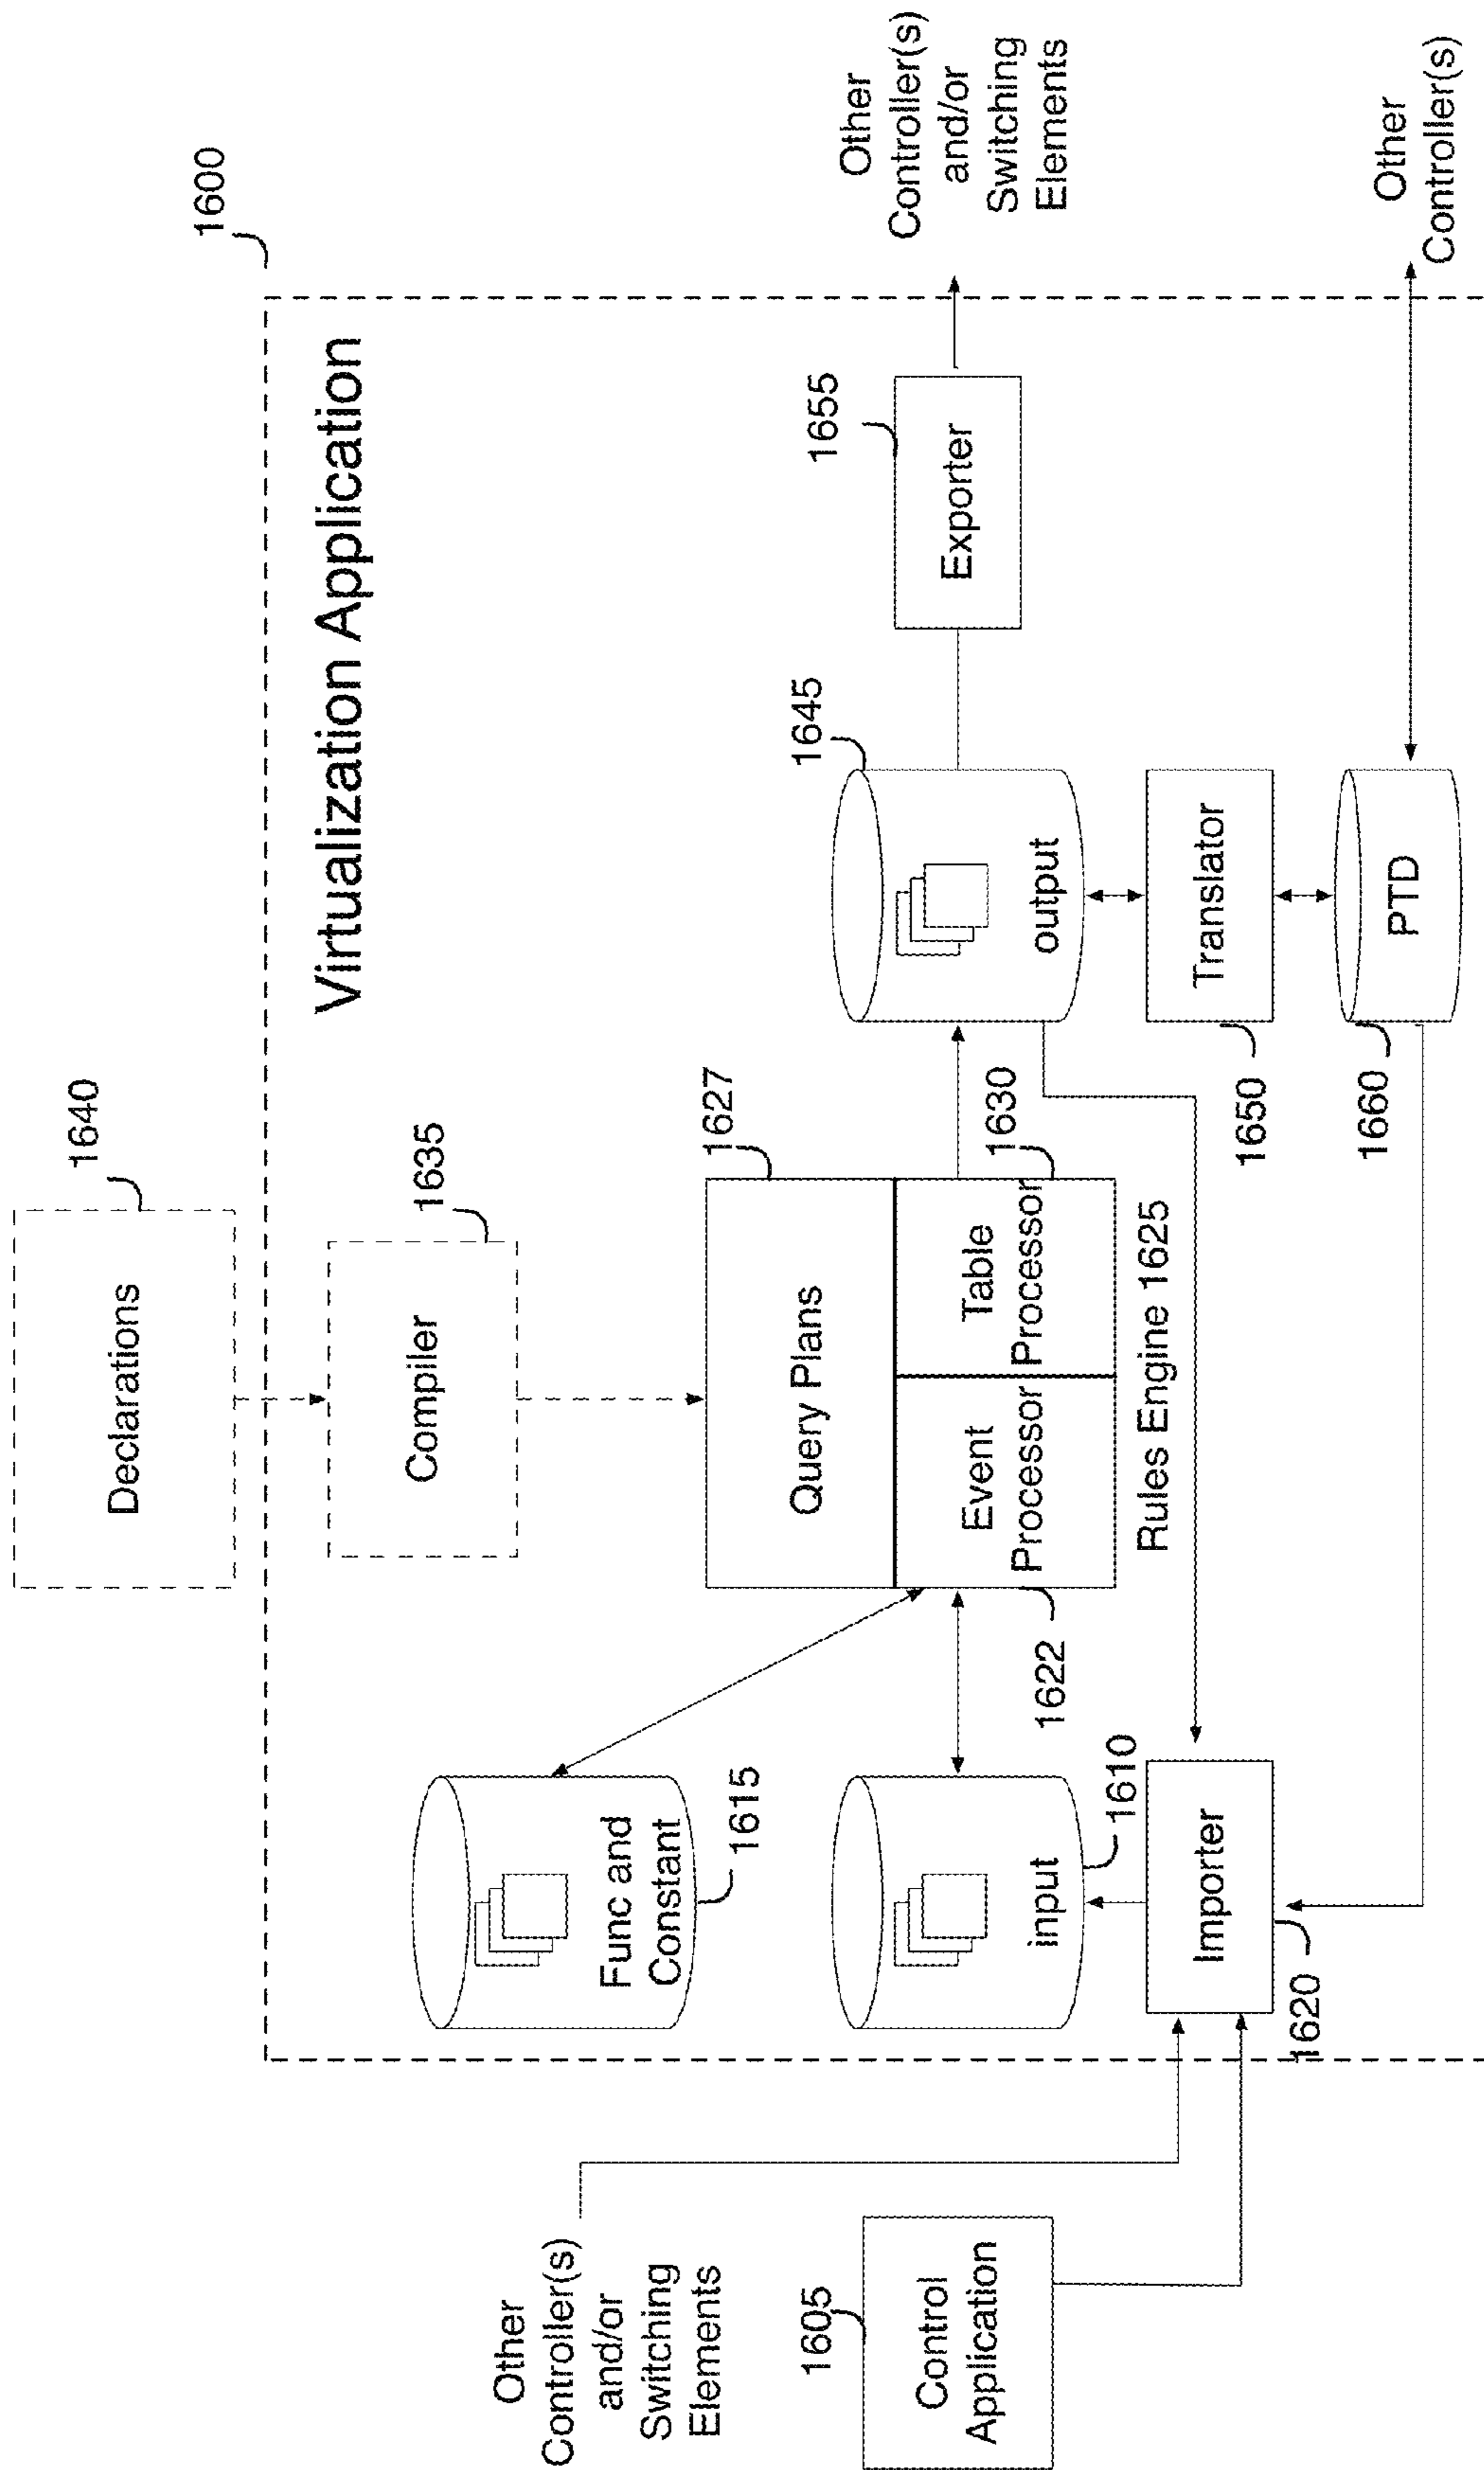 1640
Declarations
1600
Virtualization Application
1635
Compiler
1627
Query Plans
Event
Processor
Table
Processor
1622
1630
Rules Engine 1625
Func and
Constant
1615
input
1610
Importer
1620
Other
Controller(s)
and/or
Switching
Elements
1605
Control
Application
1645
output
Translator
1650
PTD
1660
1655
Exporter
Other
Controller(s)
and/or
Switching
Elements
Other
Controller(s)